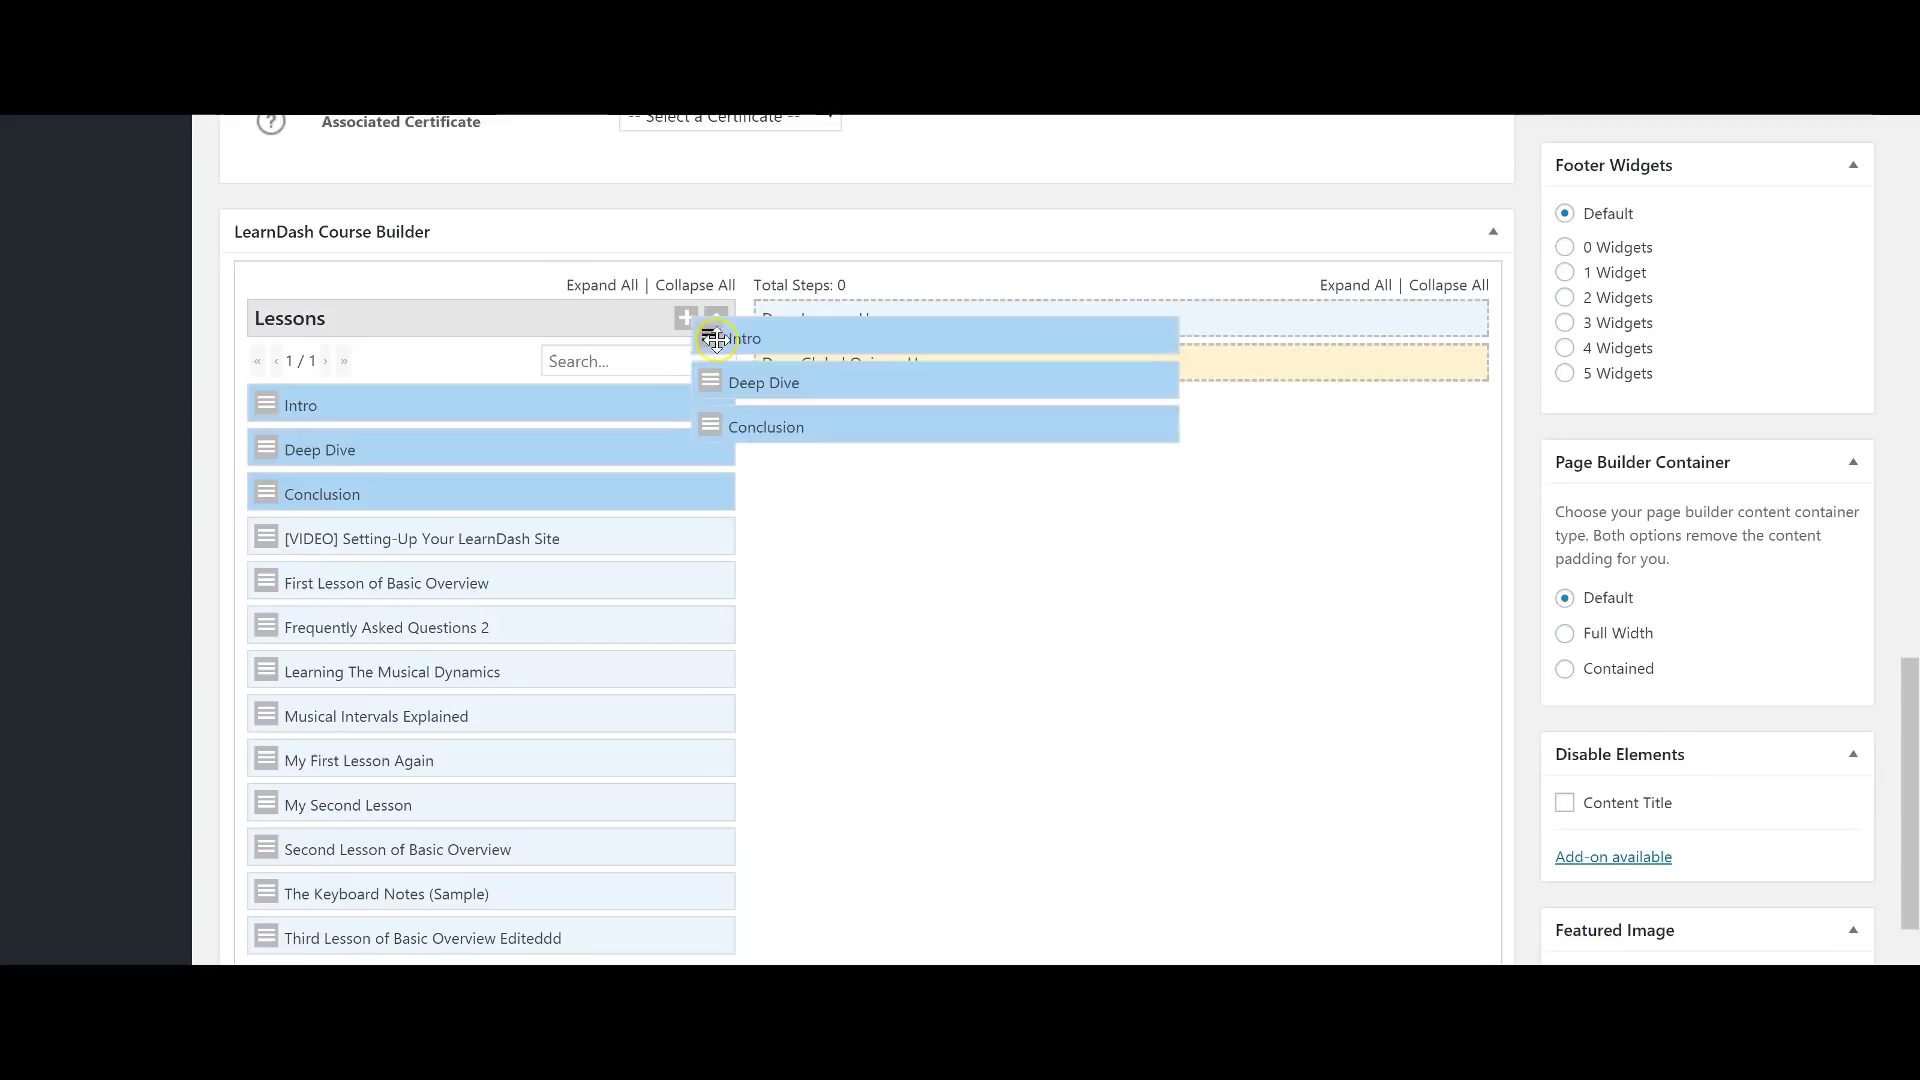 Associated Certificate
-- Select a Certificate --
LearnDash Course Builder
Expand All | Collapse All
Total Steps: 0
Expand All | Collapse All
Lessons
« ‹ 1 / 1 › »
Search...
Intro
Deep Dive
Conclusion
Intro
Deep Dive
Conclusion
[VIDEO] Setting-Up Your LearnDash Site
First Lesson of Basic Overview
Frequently Asked Questions 2
Learning The Musical Dynamics
Musical Intervals Explained
My First Lesson Again
My Second Lesson
Second Lesson of Basic Overview
The Keyboard Notes (Sample)
Third Lesson of Basic Overview Editeddd
Footer Widgets
Default
0 Widgets
1 Widget
2 Widgets
3 Widgets
4 Widgets
5 Widgets
Page Builder Container
Choose your page builder content container
type. Both options remove the content
padding for you.
Default
Full Width
Contained
Disable Elements
Content Title
Add-on available
Featured Image